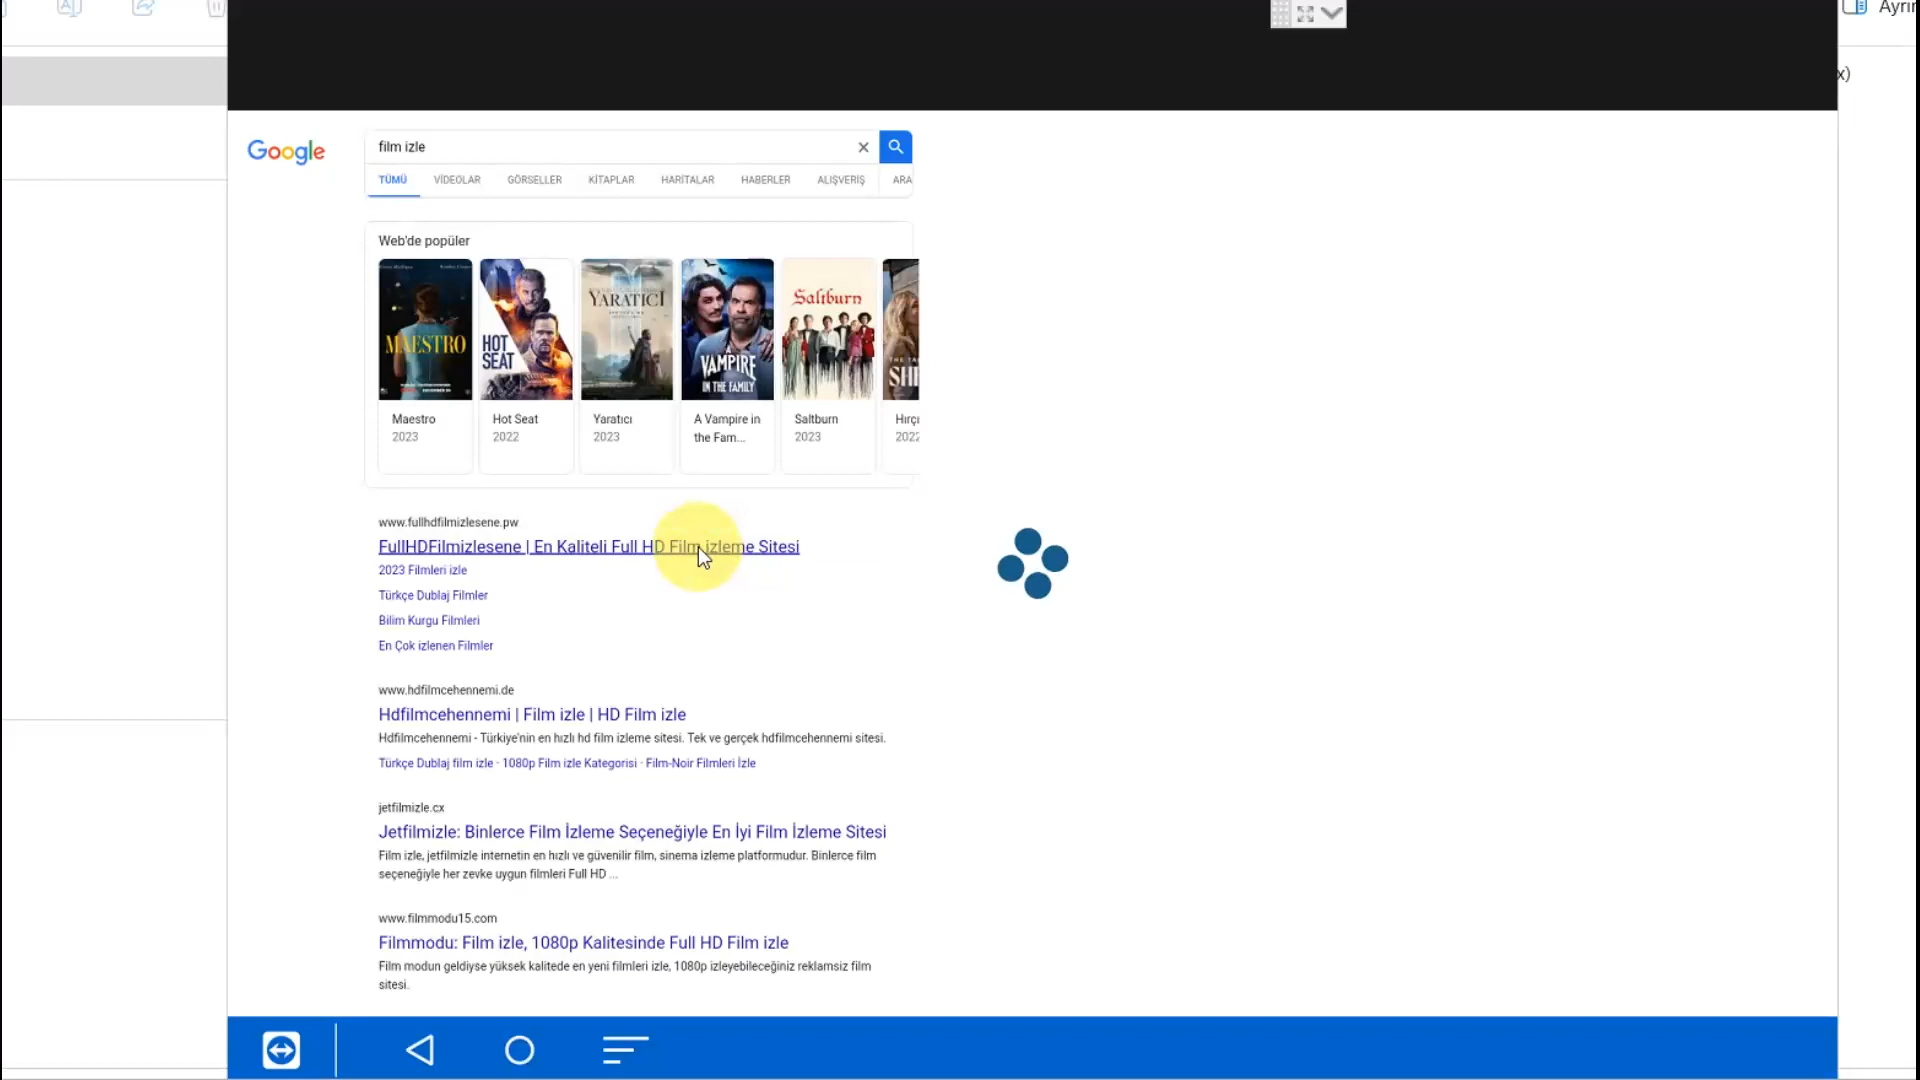 Ayrın
x)
Google
film izle
TÜMÜ VİDEOLAR GÖRSELLER KİTAPLAR HARİTALAR HABERLER ALIŞVERİŞ ARA
Web'de popüler
MAESTRO
HOT SEAT
YARATICI
A VAMPIRE IN THE FAMILY
Saltburn
SH
Maestro
2023
Hot Seat
2022
Yaratıcı
2023
A Vampire in
the Fam...
Saltburn
2023
Hırçı
2022
www.fullhdfilmizlesene.pw
FullHDFilmizlesene | En Kaliteli Full HD Film izleme Sitesi
2023 Filmleri izle
Türkçe Dublaj Filmler
Bilim Kurgu Filmleri
En Çok izlenen Filmler
www.hdfilmcehennemi.de
Hdfilmcehennemi | Film izle | HD Film izle
Hdfilmcehennemi - Türkiye'nin en hızlı hd film izleme sitesi. Tek ve gerçek hdfilmcehennemi sitesi.
Türkçe Dublaj film izle · 1080p Film izle Kategorisi · Film-Noir Filmleri İzle
jetfilmizle.cx
Jetfilmizle: Binlerce Film İzleme Seçeneğiyle En İyi Film İzleme Sitesi
Film izle, jetfilmizle internetin en hızlı ve güvenilir film, sinema izleme platformudur. Binlerce film
seçeneğiyle her zevke uygun filmleri Full HD ...
www.filmmodu15.com
Filmmodu: Film izle, 1080p Kalitesinde Full HD Film izle
Film modun geldiyse yüksek kalitede en yeni filmleri izle, 1080p izleyebileceğiniz reklamsız film
sitesi.